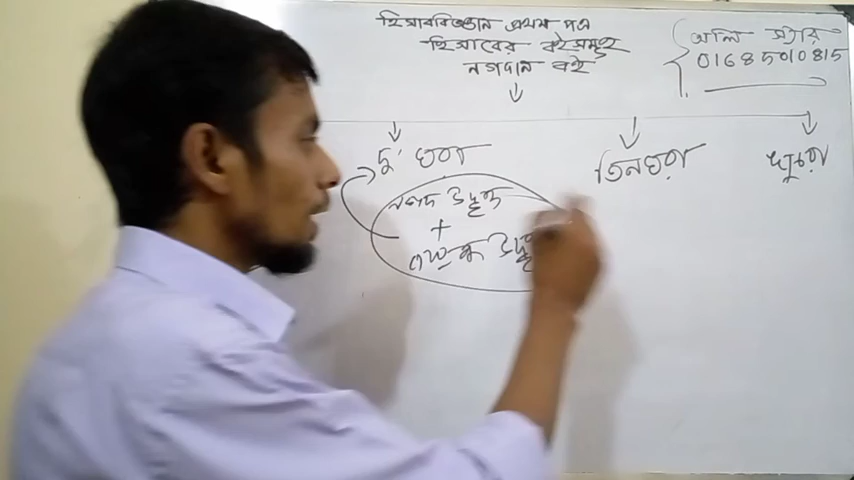 হিসাববিজ্ঞান প্রথম পত্র
হিসাবের বইসমূহ
নগদান বই
অলি স্যার
01685010815
দু' ঘরা
তিনঘরা
খুচরা
নগদ উদ্বৃত্ত
+
ব্যাংক উদ্বৃত্ত